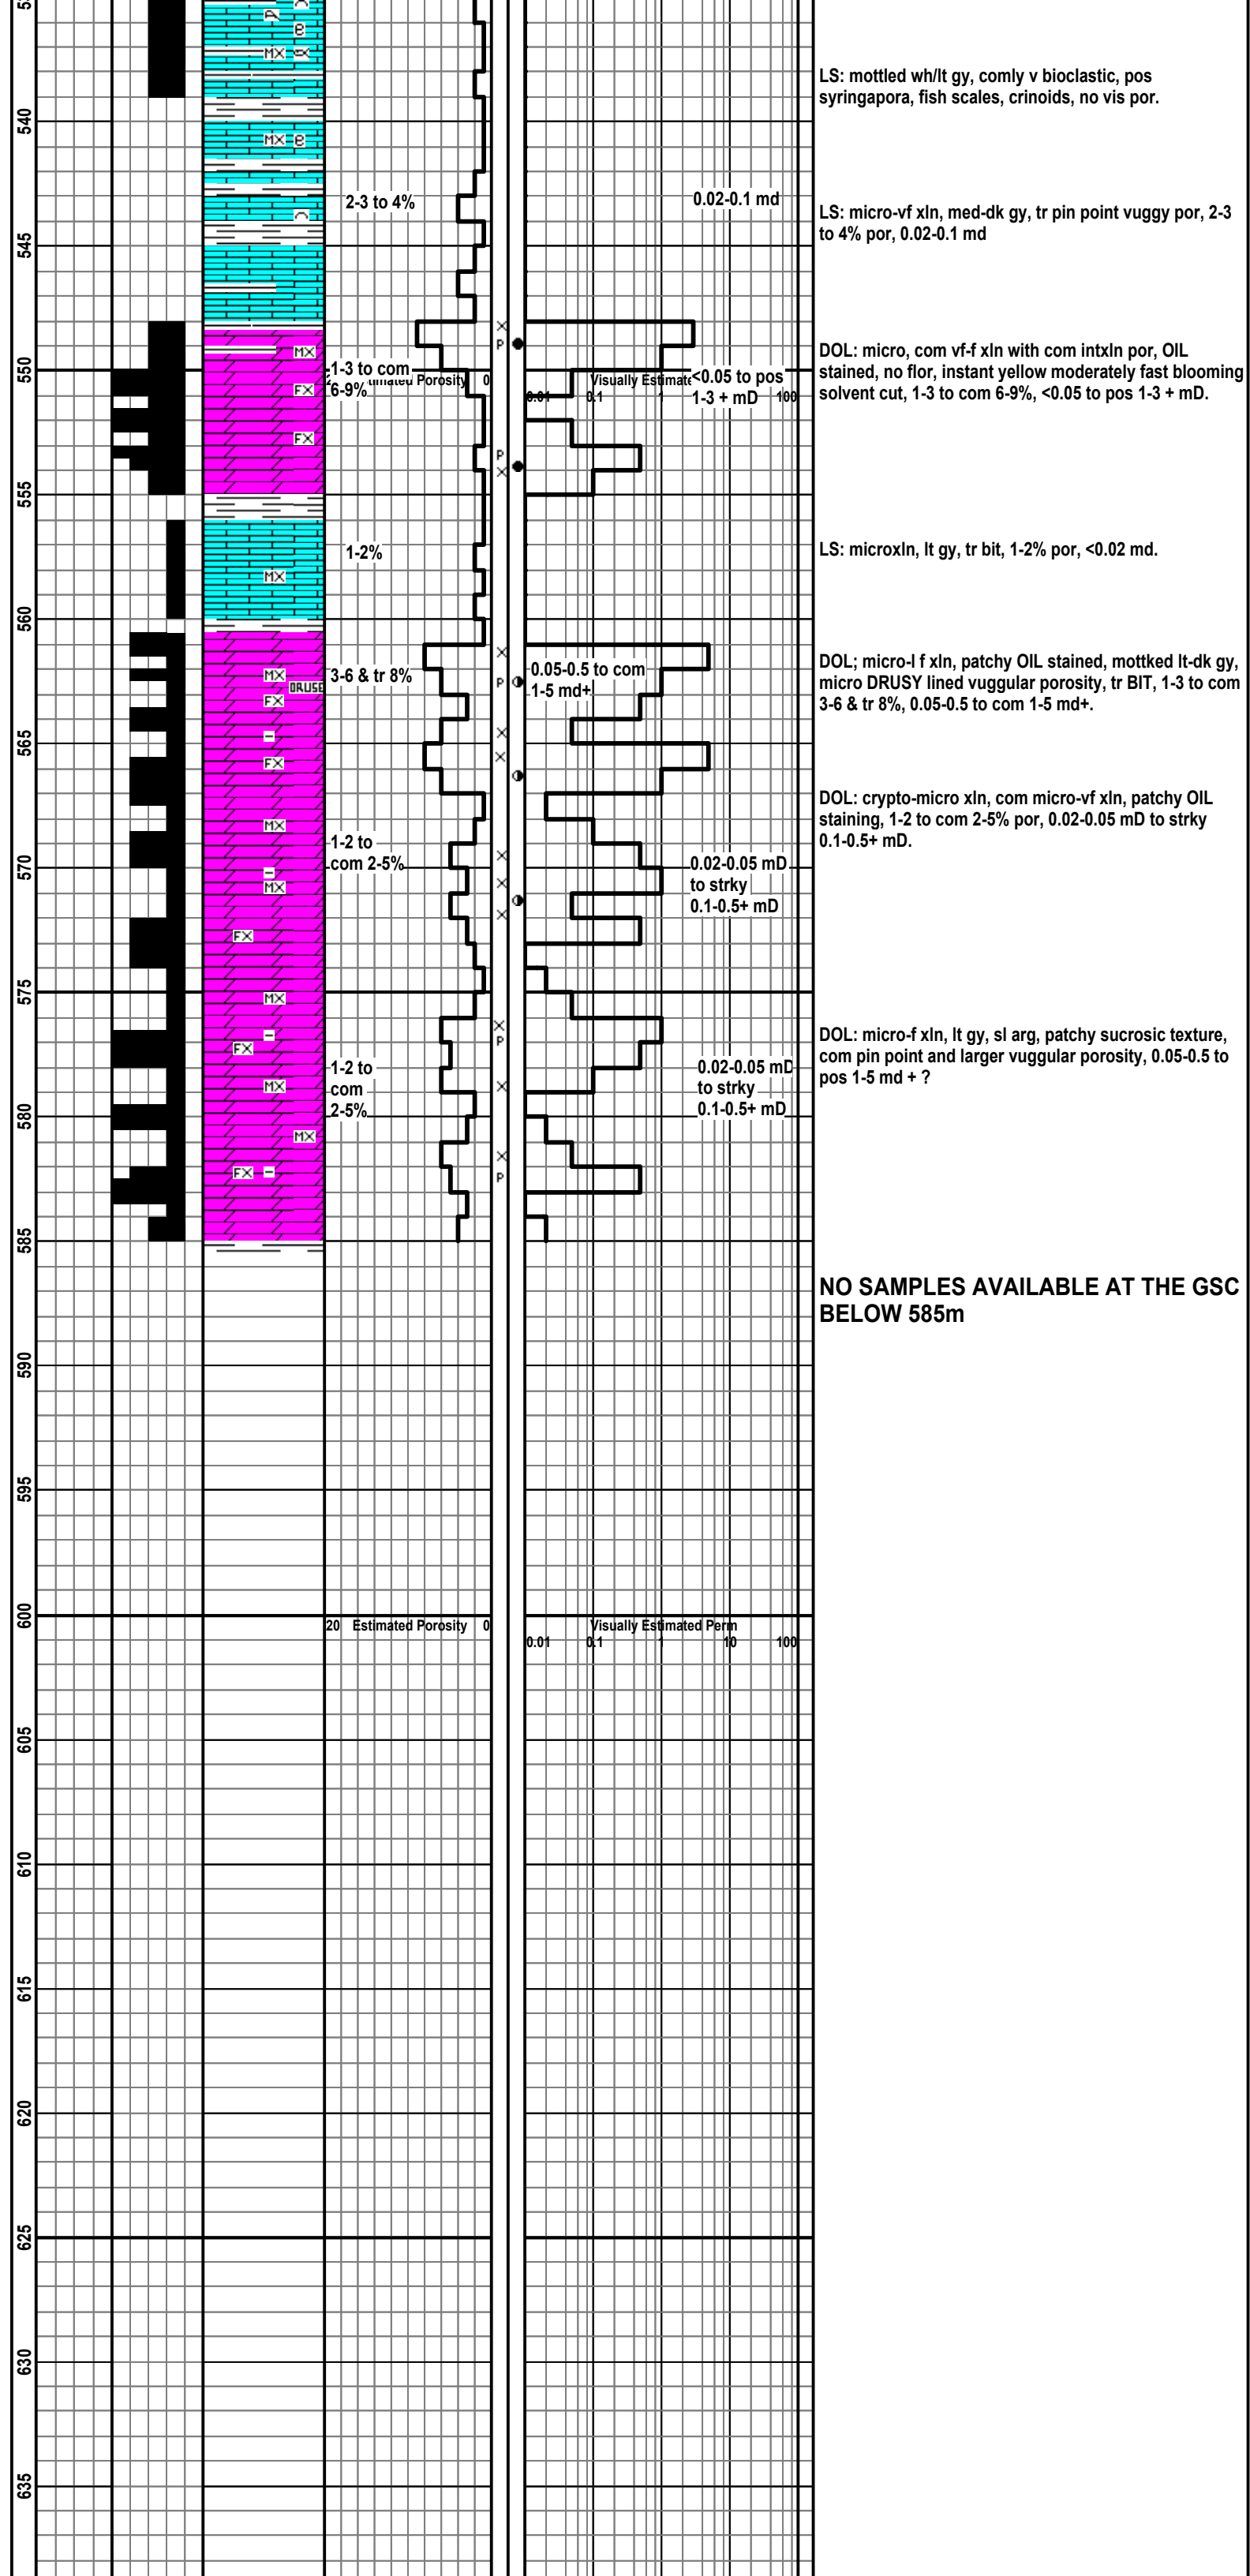 LS: mottled wh/lt gy, comly v bioclastic, pos
syringapora, fish scales, crinoids, no vis por.
MX
540
MX
2-3 to 4%
0.02-0.1 md
LS: micro-vf xln, med-dk gy, tr pin point vuggy por, 2-3
to 4% por, 0.02-0.1 md
545
X
P
MX
DOL: micro, com vf-f xln with com intxln por, OIL
stained, no flor, instant yellow moderately fast blooming
solvent cut, 1-3 to com 6-9%, <0.05 to pos 1-3 + mD.
550
1-3 to com
6-9%
Porosity 0
Visually
0.01 0.1 1 100
<0.05 to pos
1-3 + mD
FX
FX
P
X
555
1-2%
LS: microxln, lt gy, tr bit, 1-2% por, <0.02 md.
MX
560
X
P
MX
DRUSE
FX
3-6 & tr 8%
0.05-0.5 to com
1-5 md+
DOL; micro-l f xln, patchy OIL stained, mottked lt-dk gy,
micro DRUSY lined vuggular porosity, tr BIT, 1-3 to com
3-6 & tr 8%, 0.05-0.5 to com 1-5 md+.
X
565
X
FX
DOL: crypto-micro xln, com micro-vf xln, patchy OIL
staining, 1-2 to com 2-5% por, 0.02-0.05 mD to strky
0.1-0.5+ mD.
MX
1-2 to
com 2-5%
X
570
MX
X
X
0.02-0.05 mD
to strky
0.1-0.5+ mD
FX
575
MX
X
P
FX
DOL: micro-f xln, lt gy, sl arg, patchy sucrosic texture,
com pin point and larger vuggular porosity, 0.05-0.5 to
pos 1-5 md + ?
MX
1-2 to
com
2-5%
X
0.02-0.05 mD
to strky
0.1-0.5+ mD
580
MX
X
FX
P
585
NO SAMPLES AVAILABLE AT THE GSC
BELOW 585m
590
595
600
20 Estimated Porosity 0
Visually Estimated Perm
0.01 0.1 1 10 100
605
610
615
620
625
630
635